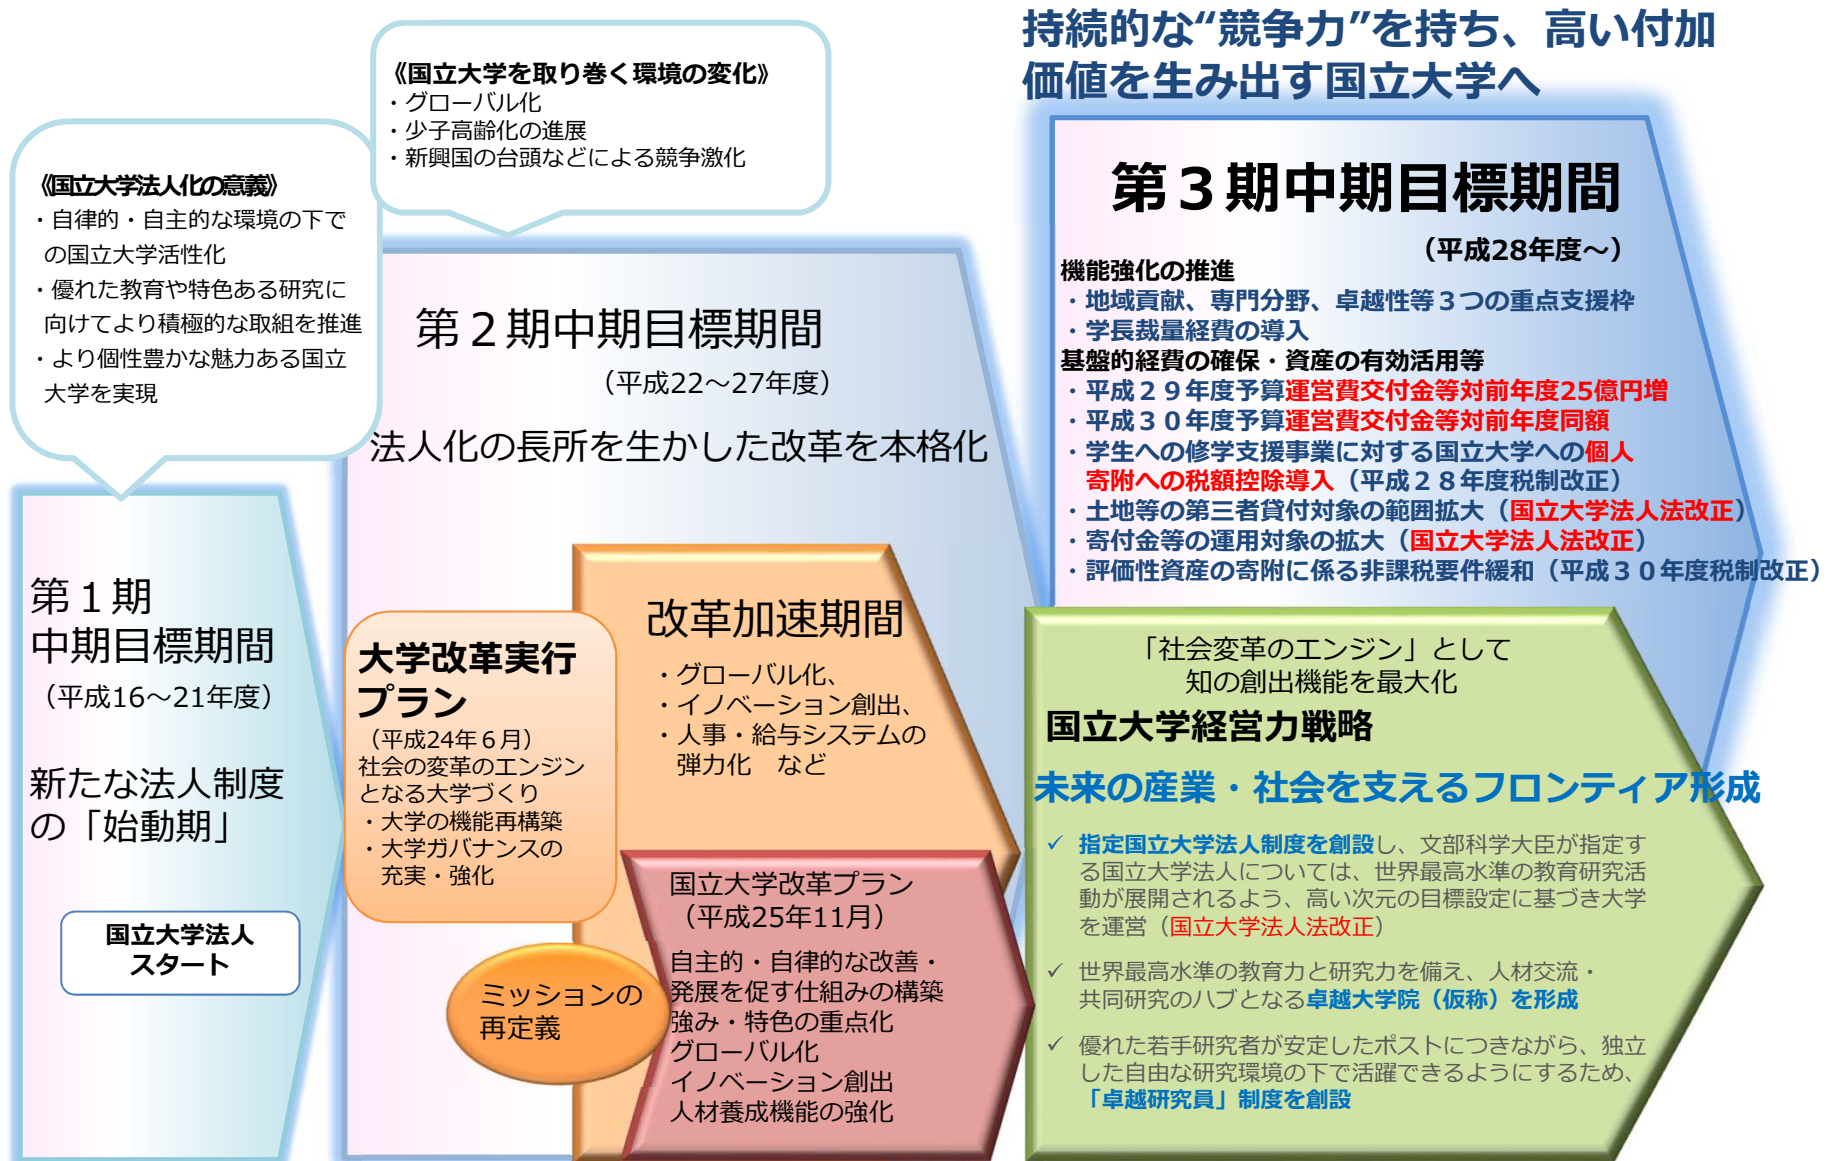 持続的な“競争力”を持ち、高い付加
価値を生み出す国立大学へ
《国立大学を取り巻く環境の変化》
・グローバル化
・少子高齢化の進展
・新興国の台頭などによる競争激化
《国立大学法人化の意義》
・自律的・自主的な環境の下で
の国立大学活性化
・優れた教育や特色ある研究に
向けてより積極的な取組を推進
・より個性豊かな魅力ある国立
大学を実現
第１期
中期目標期間
（平成16～21年度）
新たな法人制度
の「始動期」
国立大学法人
スタート
第２期中期目標期間
（平成22～27年度）
法人化の長所を生かした改革を本格化
大学改革実行
プラン
（平成24年６月）
社会の変革のエンジン
となる大学づくり
・大学の機能再構築
・大学ガバナンスの
充実・強化
改革加速期間
・グローバル化、
・イノベーション創出、
・人事・給与システムの
弾力化　など
ミッションの
再定義
国立大学改革プラン
（平成25年11月）
自主的・自律的な改善・
発展を促す仕組みの構築
強み・特色の重点化
グローバル化
イノベーション創出
人材養成機能の強化
第３期中期目標期間
（平成28年度～）
機能強化の推進
・地域貢献、専門分野、卓越性等３つの重点支援枠
・学長裁量経費の導入
基盤的経費の確保・資産の有効活用等
・平成２９年度予算運営費交付金等対前年度25億円増
・平成３０年度予算運営費交付金等対前年度同額
・学生への修学支援事業に対する国立大学への個人
寄附への税額控除導入（平成２８年度税制改正）
・土地等の第三者貸付対象の範囲拡大（国立大学法人法改正）
・寄付金等の運用対象の拡大（国立大学法人法改正）
・評価性資産の寄附に係る非課税要件緩和（平成３０年度税制改正）
「社会変革のエンジン」として
知の創出機能を最大化
国立大学経営力戦略
未来の産業・社会を支えるフロンティア形成
✓ 指定国立大学法人制度を創設し、文部科学大臣が指定す
る国立大学法人については、世界最高水準の教育研究活
動が展開されるよう、高い次元の目標設定に基づき大学
を運営（国立大学法人法改正）
✓ 世界最高水準の教育力と研究力を備え、人材交流・
共同研究のハブとなる卓越大学院（仮称）を形成
✓ 優れた若手研究者が安定したポストにつきながら、独立
した自由な研究環境の下で活躍できるようにするため、
「卓越研究員」制度を創設